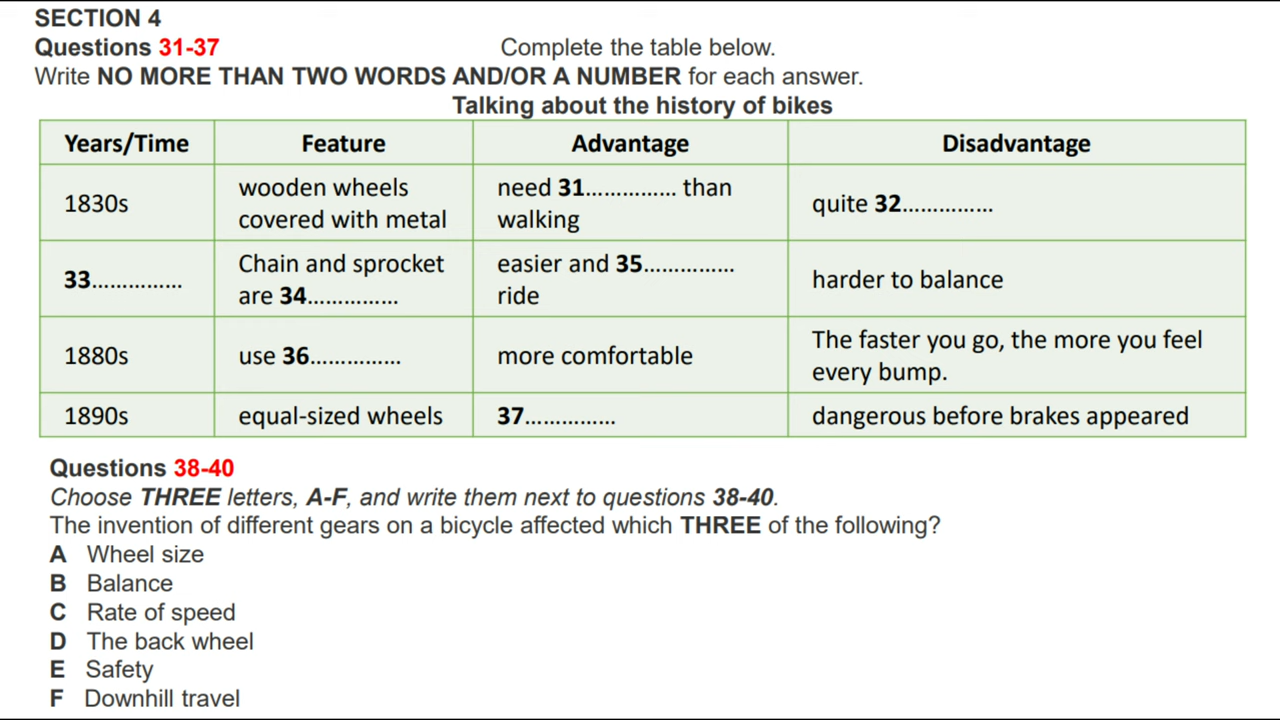 SECTION 4
Questions 31-37 Complete the table below.
Write NO MORE THAN TWO WORDS AND/OR A NUMBER for each answer.
Talking about the history of bikes
Years/Time Feature Advantage Disadvantage
1830s wooden wheels covered with metal need 31............... than walking quite 32...............
33............... Chain and sprocket are 34............... easier and 35............... ride harder to balance
1880s use 36............... more comfortable The faster you go, the more you feel every bump.
1890s equal-sized wheels 37............... dangerous before brakes appeared
Questions 38-40
Choose THREE letters, A-F, and write them next to questions 38-40.
The invention of different gears on a bicycle affected which THREE of the following?
A Wheel size
B Balance
C Rate of speed
D The back wheel
E Safety
F Downhill travel